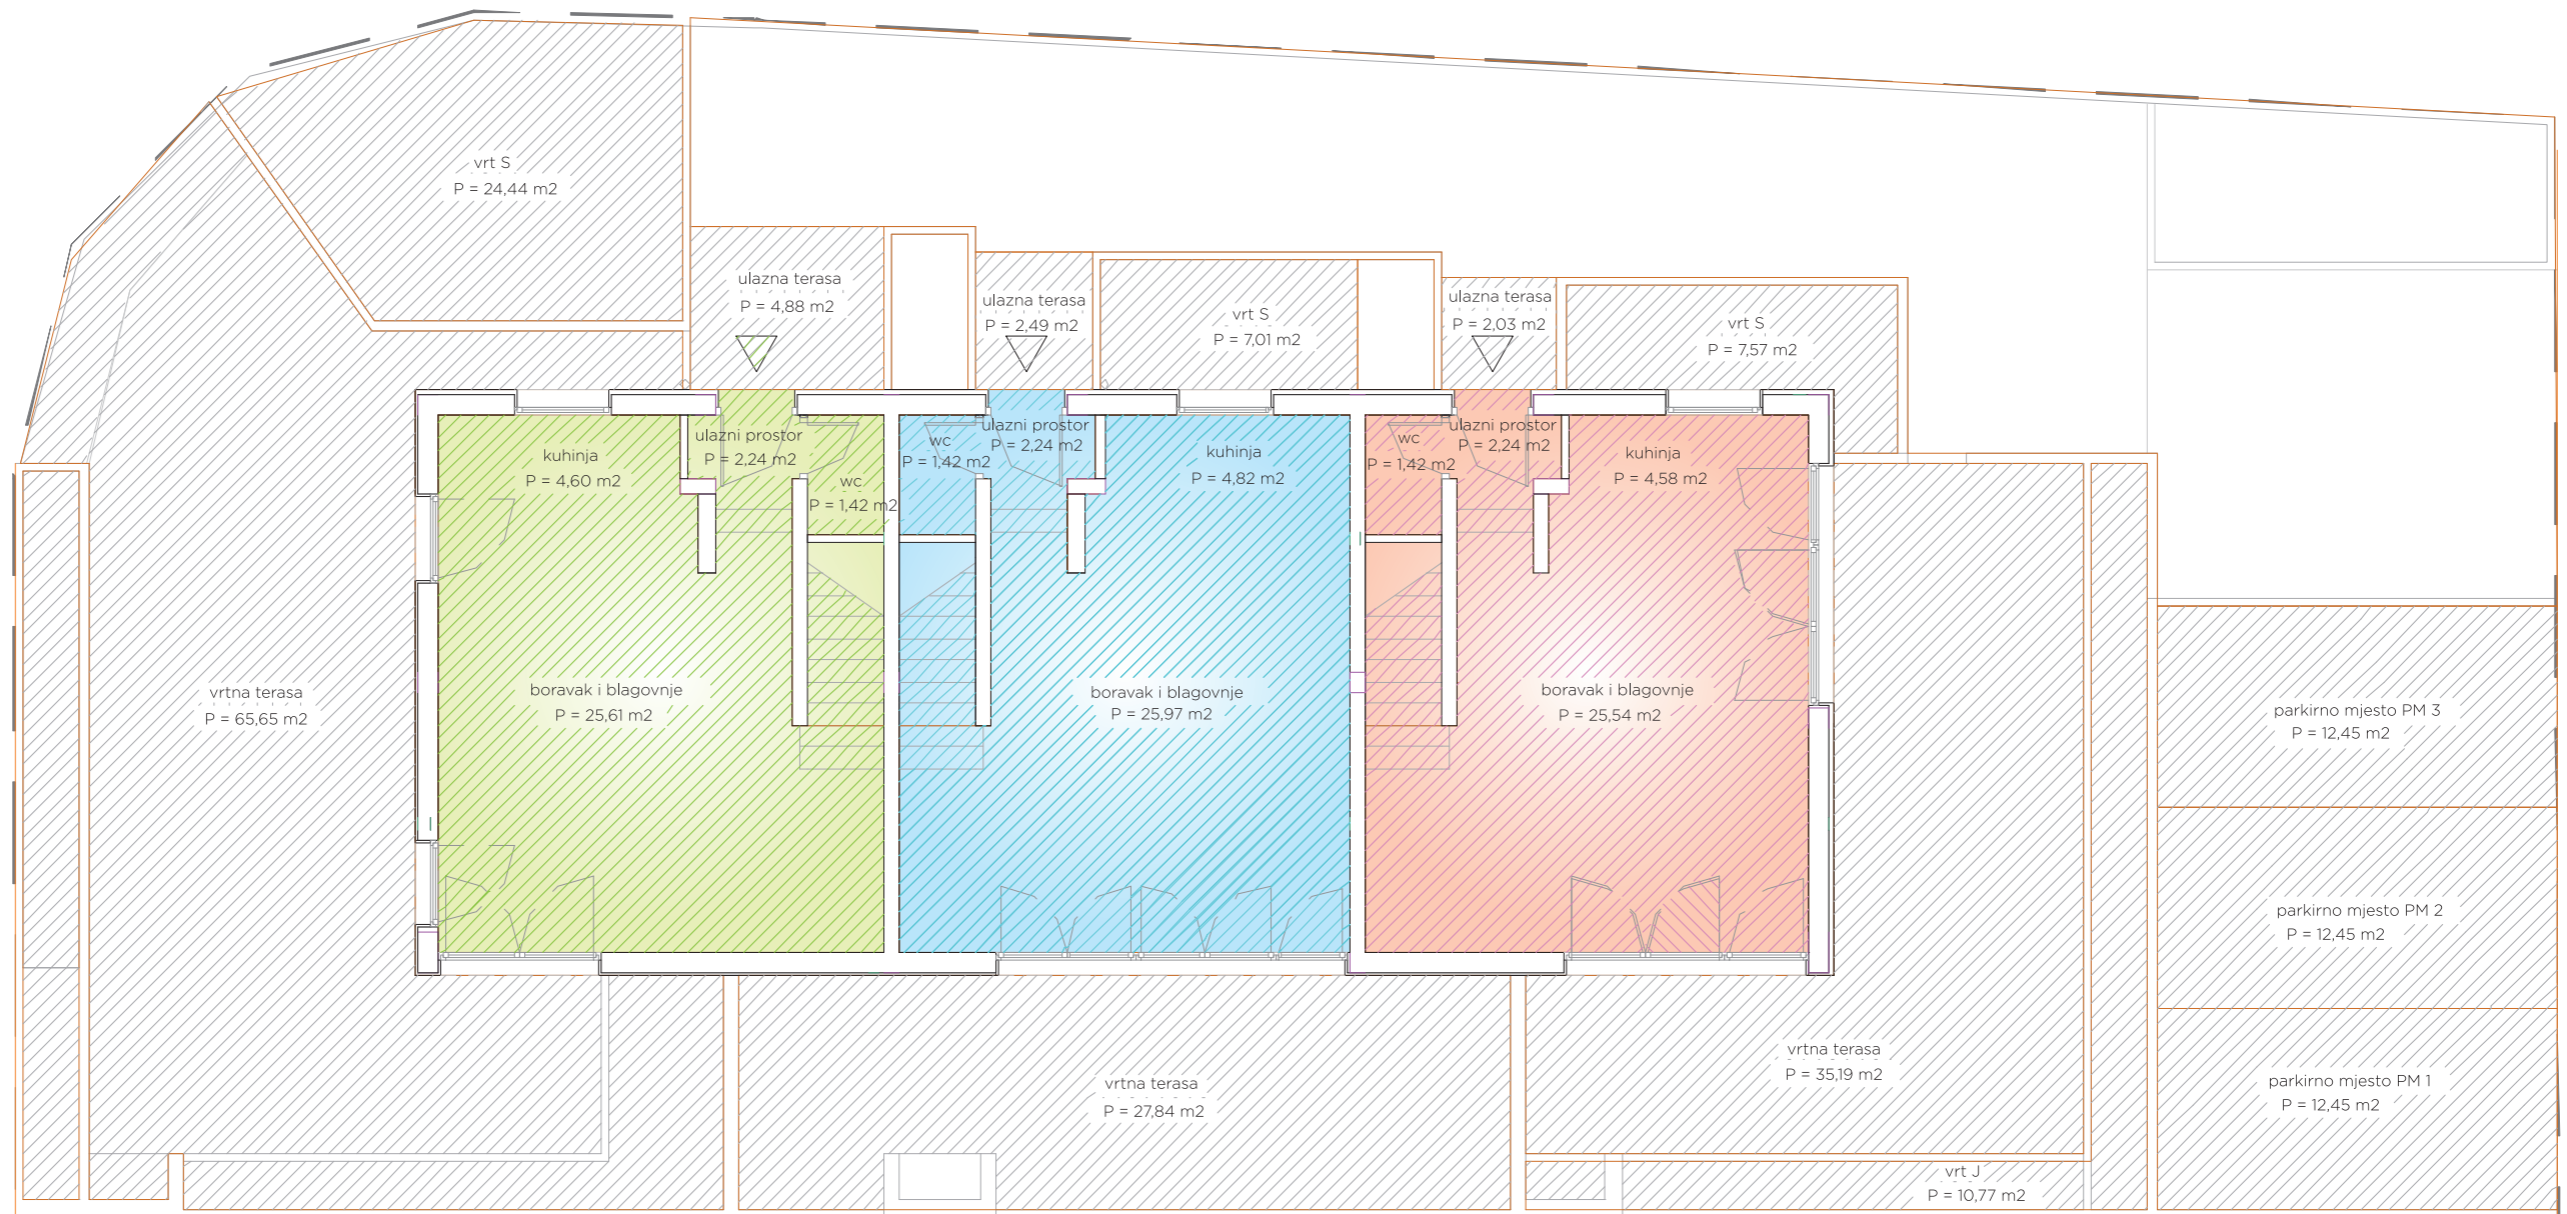 vrt S
P = 24,44 m2
ulazna terasa
P = 4,88 m2
ulazna terasa
P = 2,49 m2
vrt S
P = 7,01 m2
ulazna terasa
P = 2,03 m2
vrt S
P = 7,57 m2
kuhinja
P = 4,60 m2
ulazni prostor
P = 2,24 m2
wc
P = 1,42 m2
wc
P = 1,42 m2
ulazni prostor
P = 2,24 m2
kuhinja
P = 4,82 m2
wc
P = 1,42 m2
ulazni prostor
P = 2,24 m2
kuhinja
P = 4,58 m2
vrtna terasa
P = 65,65 m2
boravak i blagovnje
P = 25,61 m2
boravak i blagovnje
P = 25,97 m2
boravak i blagovnje
P = 25,54 m2
parkirno mjesto PM 3
P = 12,45 m2
parkirno mjesto PM 2
P = 12,45 m2
vrtna terasa
P = 27,84 m2
vrtna terasa
P = 35,19 m2
parkirno mjesto PM 1
P = 12,45 m2
vrt J
P = 10,77 m2